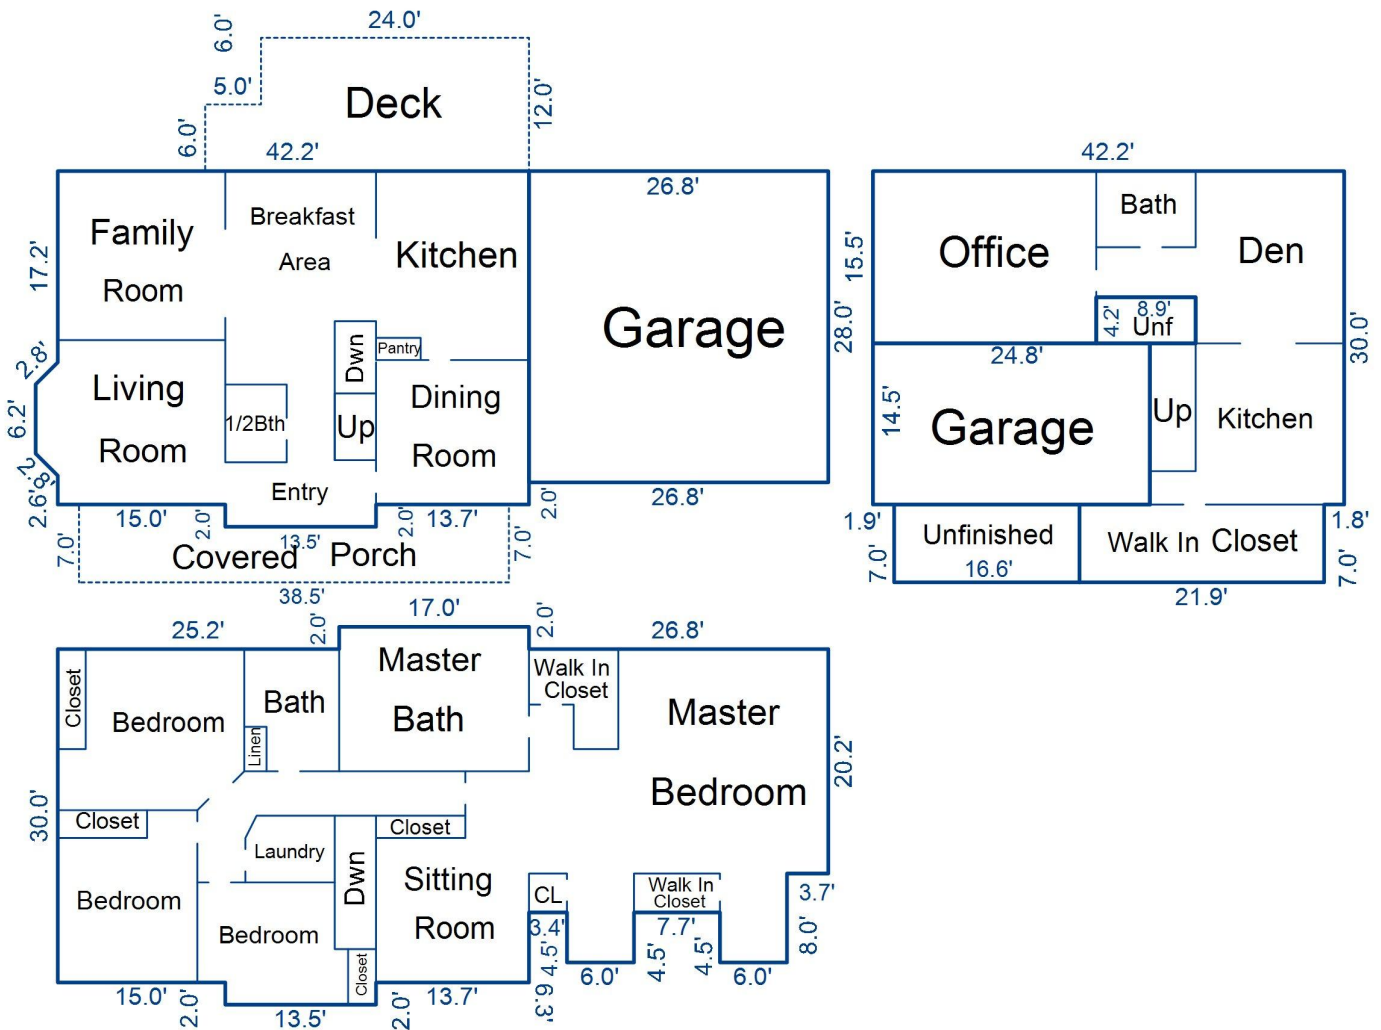 24.0'
6.0'
5.0'
Deck
12.0'
6.0'
42.2'
26.8'
Family
Room
Breakfast
Area
Kitchen
17.2'
Garage
28.0'
Dwn
Pantry
2.8'
Living
Room
6.2'
1/2Bth
Up
Dining
Room
2.8'
2.6'
Entry
26.8'
15.0'
2.0'
13.5'
2.0'
13.7'
2.0'
7.0'
Covered Porch
7.0'
38.5'
42.2'
Bath
Office
Den
15.5'
4.2'
8.9'
Unf
30.0'
24.8'
14.5'
Garage
Up
Kitchen
1.9'
Unfinished
Walk In Closet
1.8'
7.0'
16.6'
7.0'
21.9'
25.2'
2.0'
17.0'
2.0'
26.8'
Closet
Bedroom
Bath
Linen
Master
Bath
Walk In
Closet
Master
Bedroom
20.2'
30.0'
Closet
Closet
Laundry
Dwn
Sitting
Room
Bedroom
Bedroom
Closet
CL
Walk In
Closet
3.7'
3.4'
7.7'
8.0'
4.5'
4.5'
4.5'
6.0'
6.0'
6.3'
15.0'
2.0'
13.5'
2.0'
13.7'